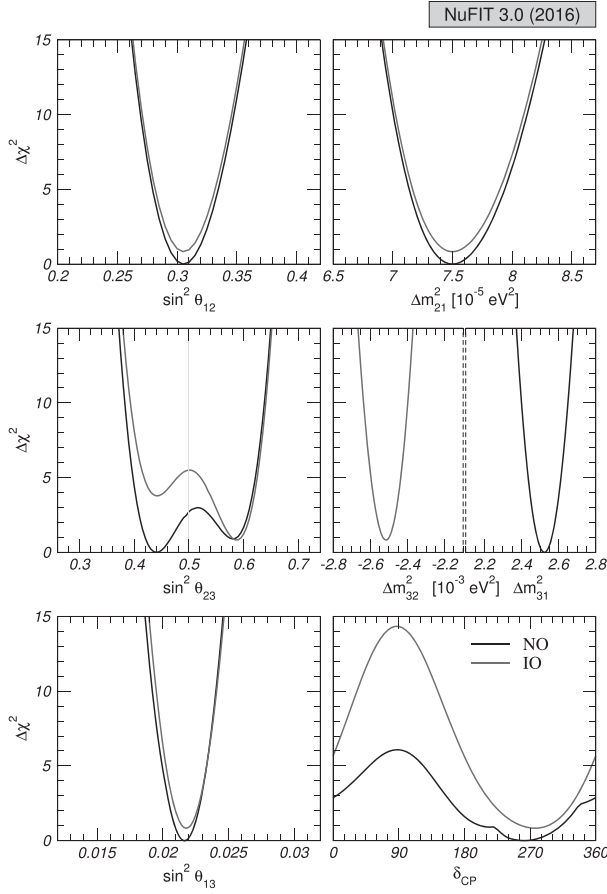 NuFIT 3.0 (2016)
15
10
5
0
Δχ²
0.2 0.25 0.3 0.35 0.4
sin² θ₁₂
6.5 7 7.5 8 8.5
Δm²₂₁ [10⁻⁵ eV²]
15
10
5
0
Δχ²
0.3 0.4 0.5 0.6 0.7
sin² θ₂₃
-2.8 -2.6 -2.4 -2.2 2.2 2.4 2.6 2.8
Δm²₃₂ [10⁻³ eV²] Δm²₃₁
15
10
5
0
Δχ²
0.015 0.02 0.025 0.03
sin² θ₁₃
NO
IO
0 90 180 270 360
δCP